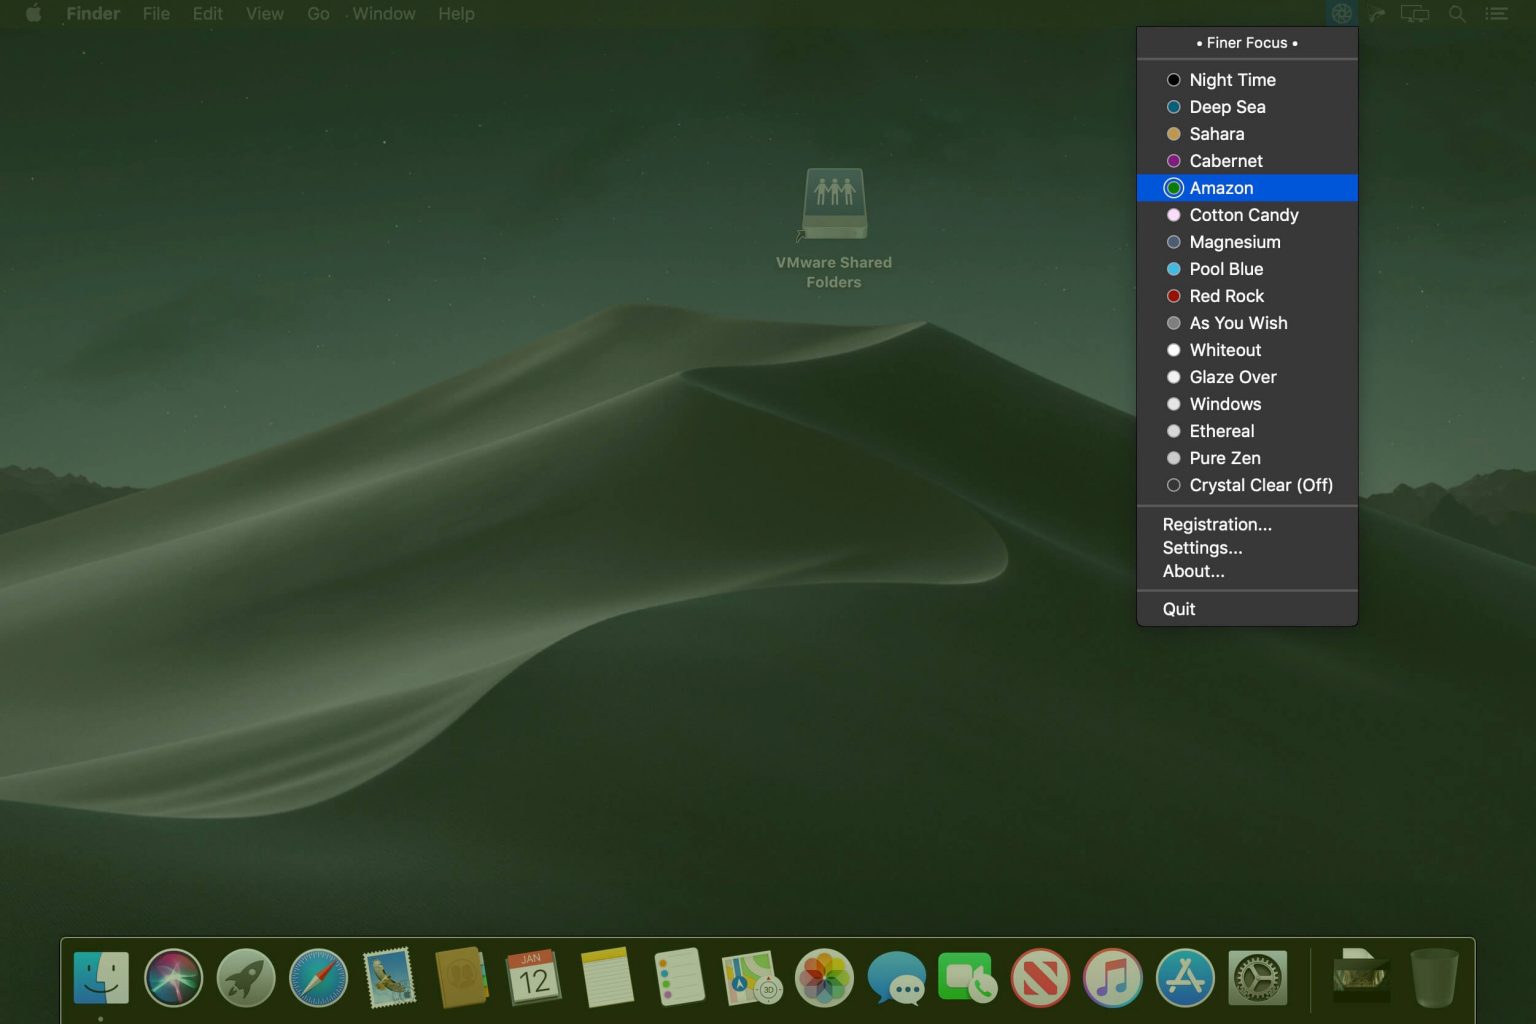 Finder File Edit View Go Window Help
• Finer Focus •
Night Time
Deep Sea
Sahara
Cabernet
Amazon
Cotton Candy
Magnesium
Pool Blue
Red Rock
As You Wish
Whiteout
Glaze Over
Windows
Ethereal
Pure Zen
Crystal Clear (Off)
Registration...
Settings...
About...
Quit
VMware Shared
Folders
JAN
12
3D